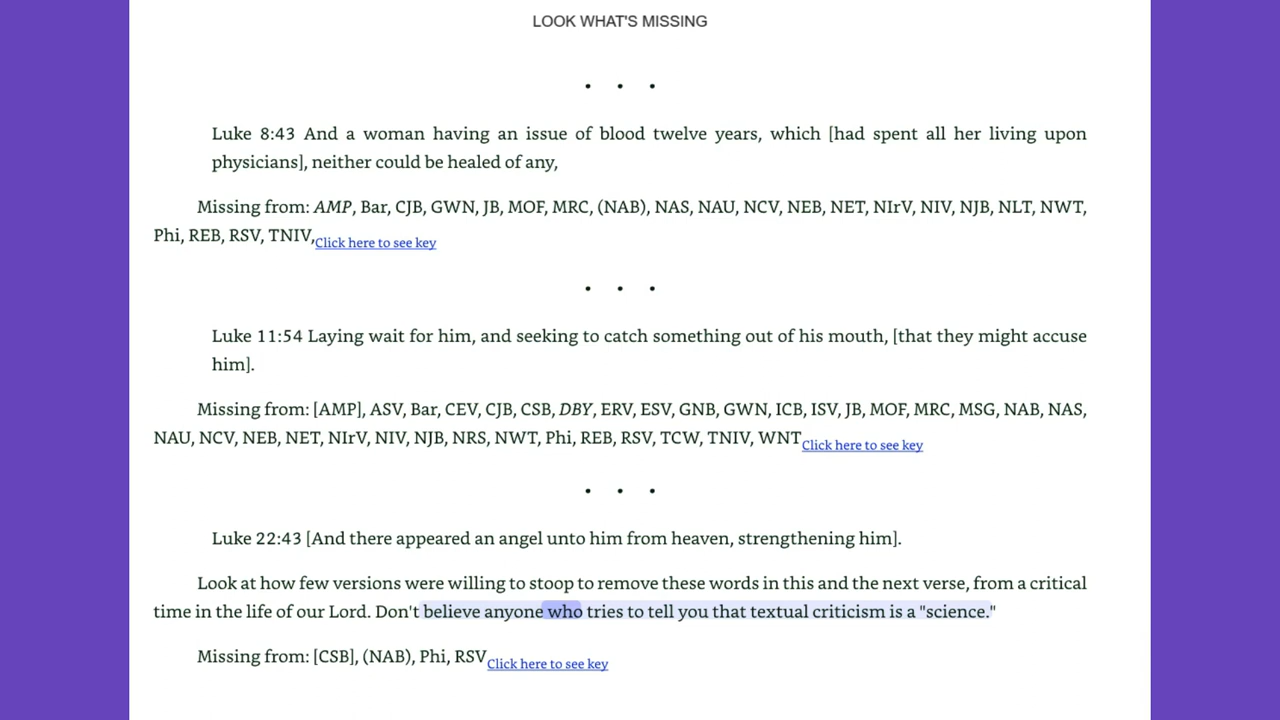 LOOK WHAT'S MISSING
• • •
Luke 8:43 And a woman having an issue of blood twelve years, which [had spent all her living upon
physicians], neither could be healed of any,
Missing from: AMP, Bar, CJB, GWN, JB, MOF, MRC, (NAB), NAS, NAU, NCV, NEB, NET, NIrV, NIV, NJB, NLT, NWT,
Phi, REB, RSV, TNIV,Click here to see key
• • •
Luke 11:54 Laying wait for him, and seeking to catch something out of his mouth, [that they might accuse
him].
Missing from: [AMP], ASV, Bar, CEV, CJB, CSB, DBY, ERV, ESV, GNB, GWN, ICB, ISV, JB, MOF, MRC, MSG, NAB, NAS,
NAU, NCV, NEB, NET, NIrV, NIV, NJB, NRS, NWT, Phi, REB, RSV, TCW, TNIV, WNTClick here to see key
• • •
Luke 22:43 [And there appeared an angel unto him from heaven, strengthening him].
Look at how few versions were willing to stoop to remove these words in this and the next verse, from a critical
time in the life of our Lord. Don't believe anyone who tries to tell you that textual criticism is a "science."
Missing from: [CSB], (NAB), Phi, RSVClick here to see key